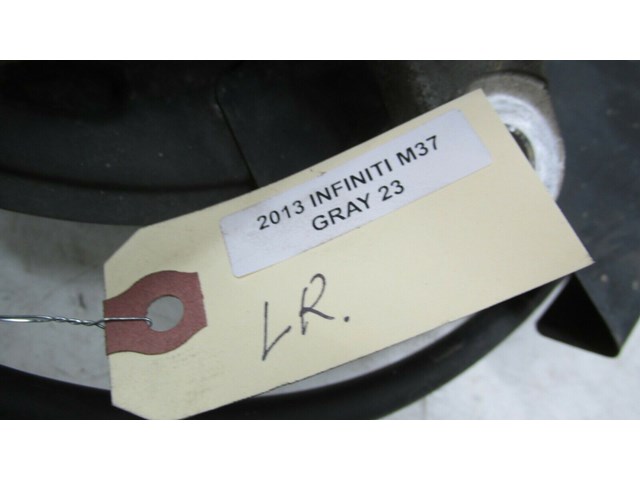 2013 INFINITI M37
GRAY 23
LR.